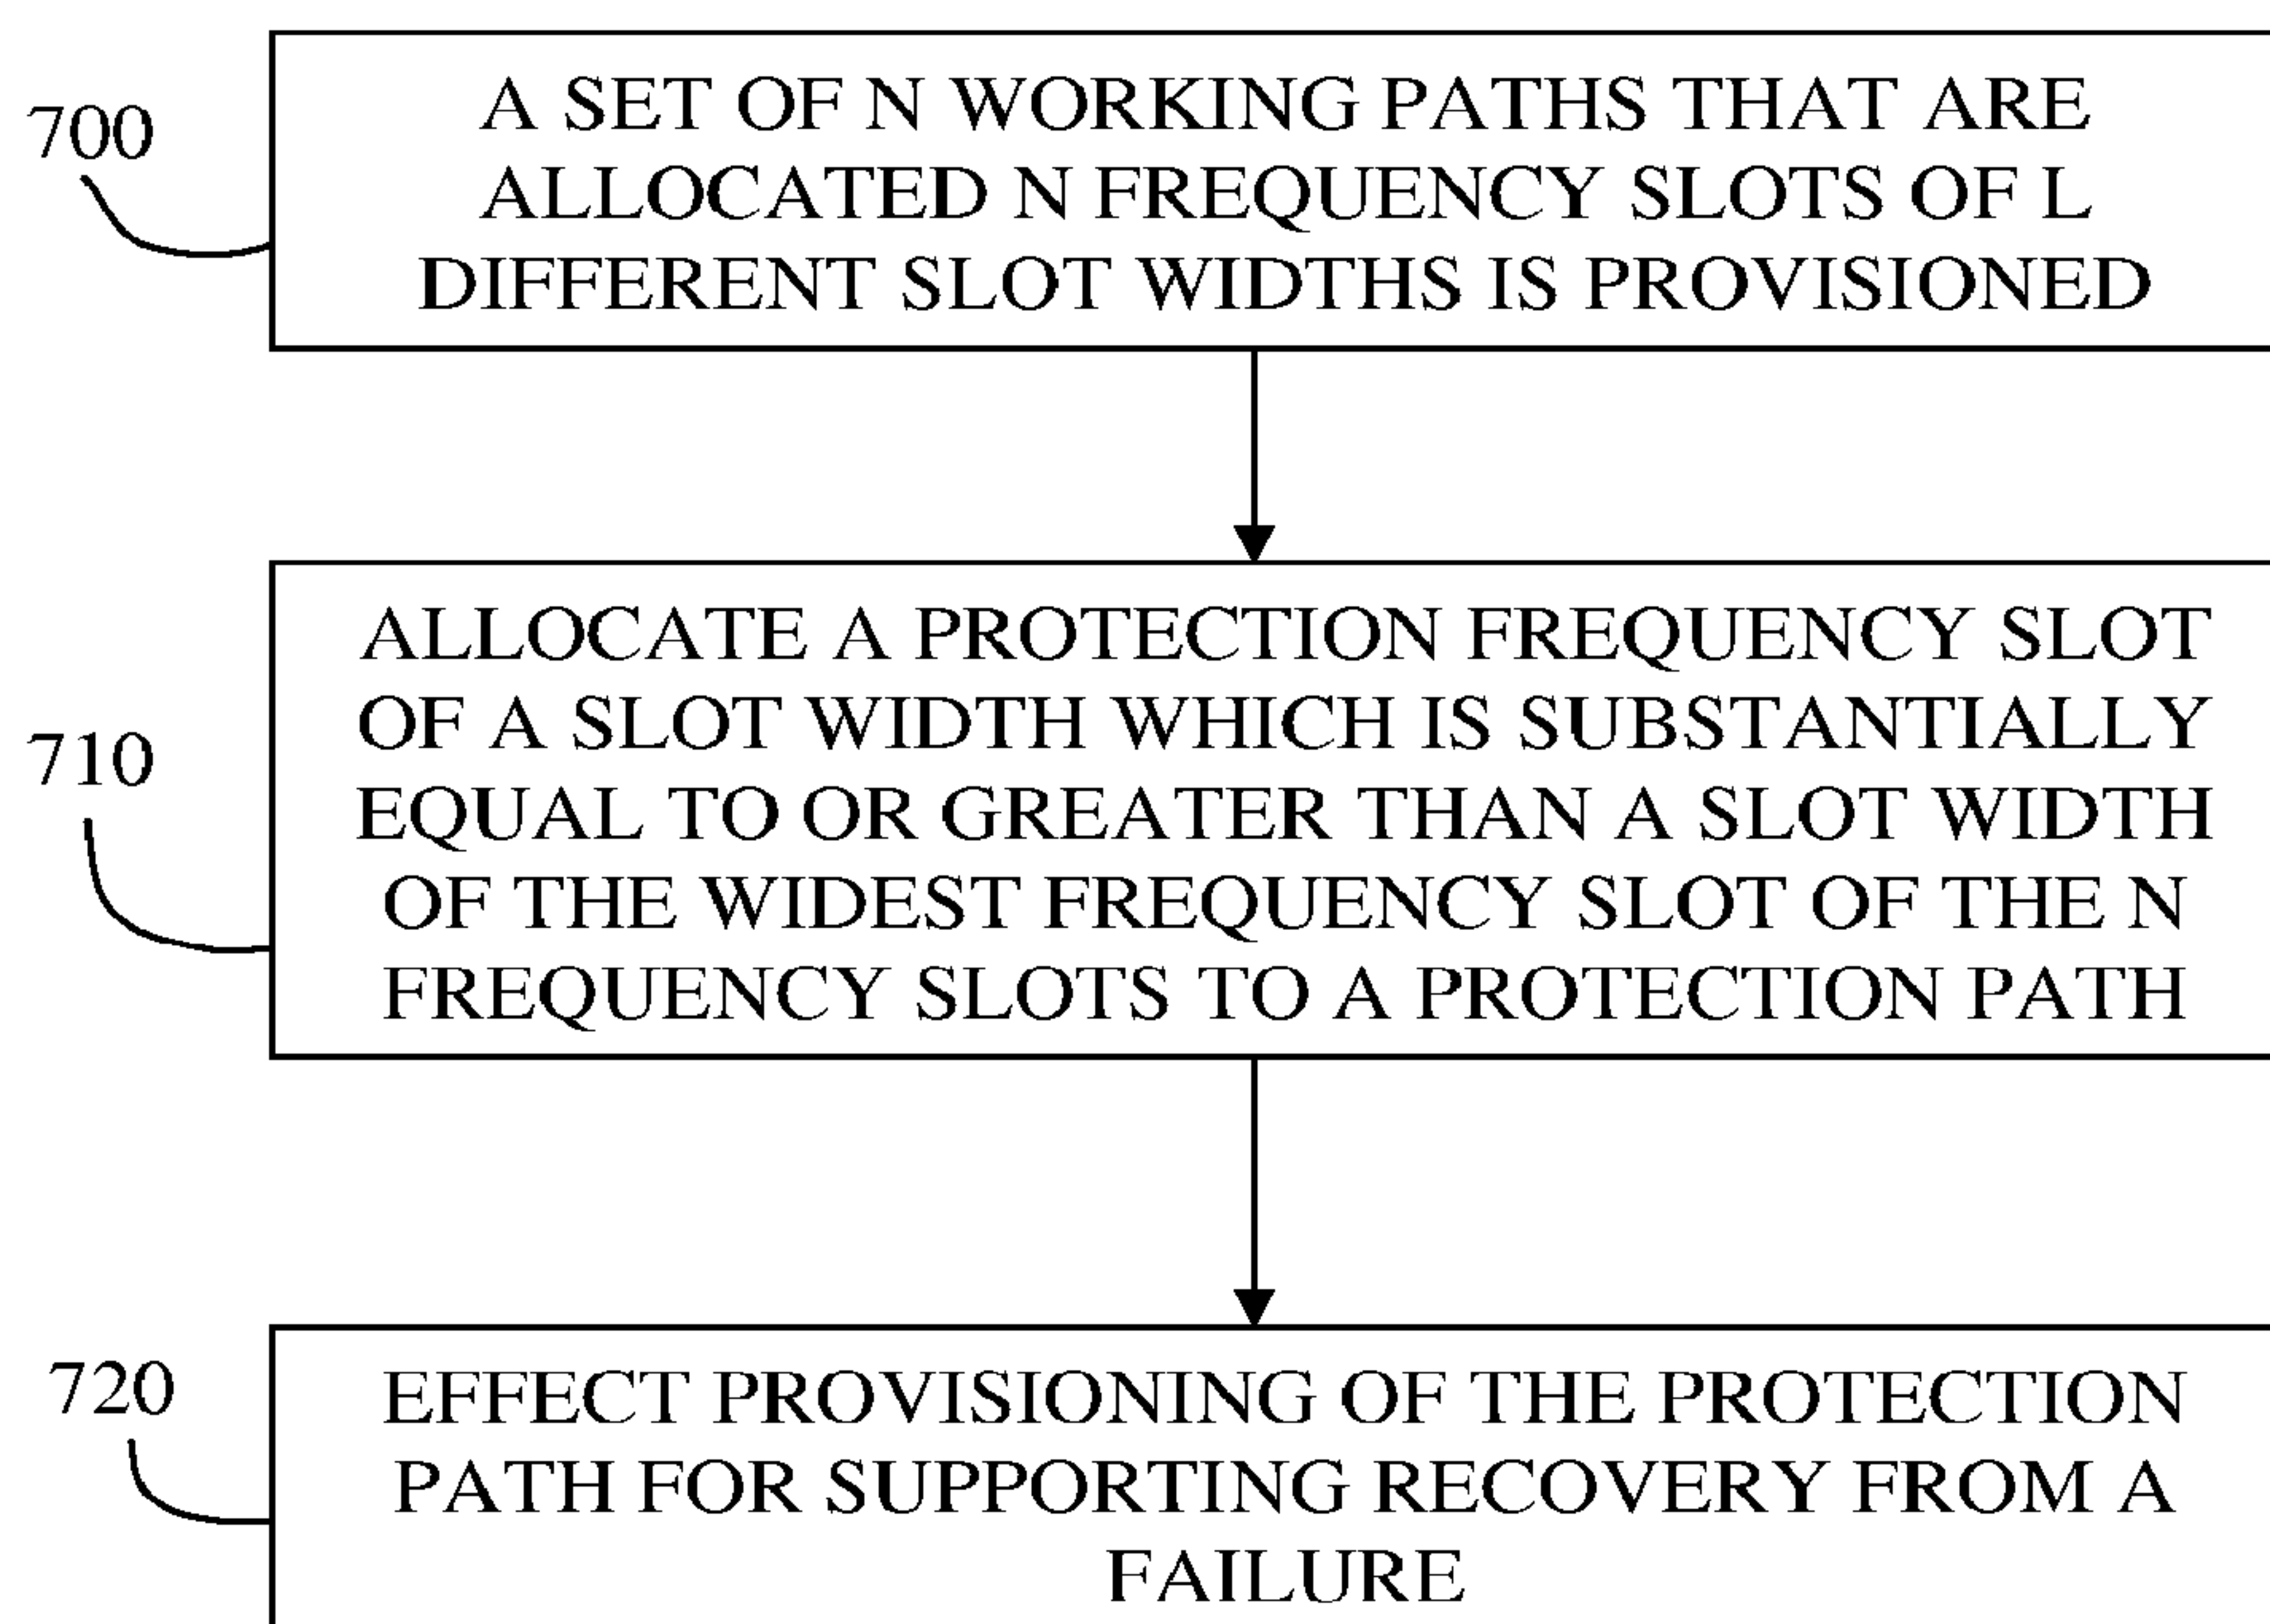 700
A SET OF N WORKING PATHS THAT ARE
ALLOCATED N FREQUENCY SLOTS OF L
DIFFERENT SLOT WIDTHS IS PROVISIONED
710
ALLOCATE A PROTECTION FREQUENCY SLOT
OF A SLOT WIDTH WHICH IS SUBSTANTIALLY
EQUAL TO OR GREATER THAN A SLOT WIDTH
OF THE WIDEST FREQUENCY SLOT OF THE N
FREQUENCY SLOTS TO A PROTECTION PATH
720
EFFECT PROVISIONING OF THE PROTECTION
PATH FOR SUPPORTING RECOVERY FROM A
FAILURE